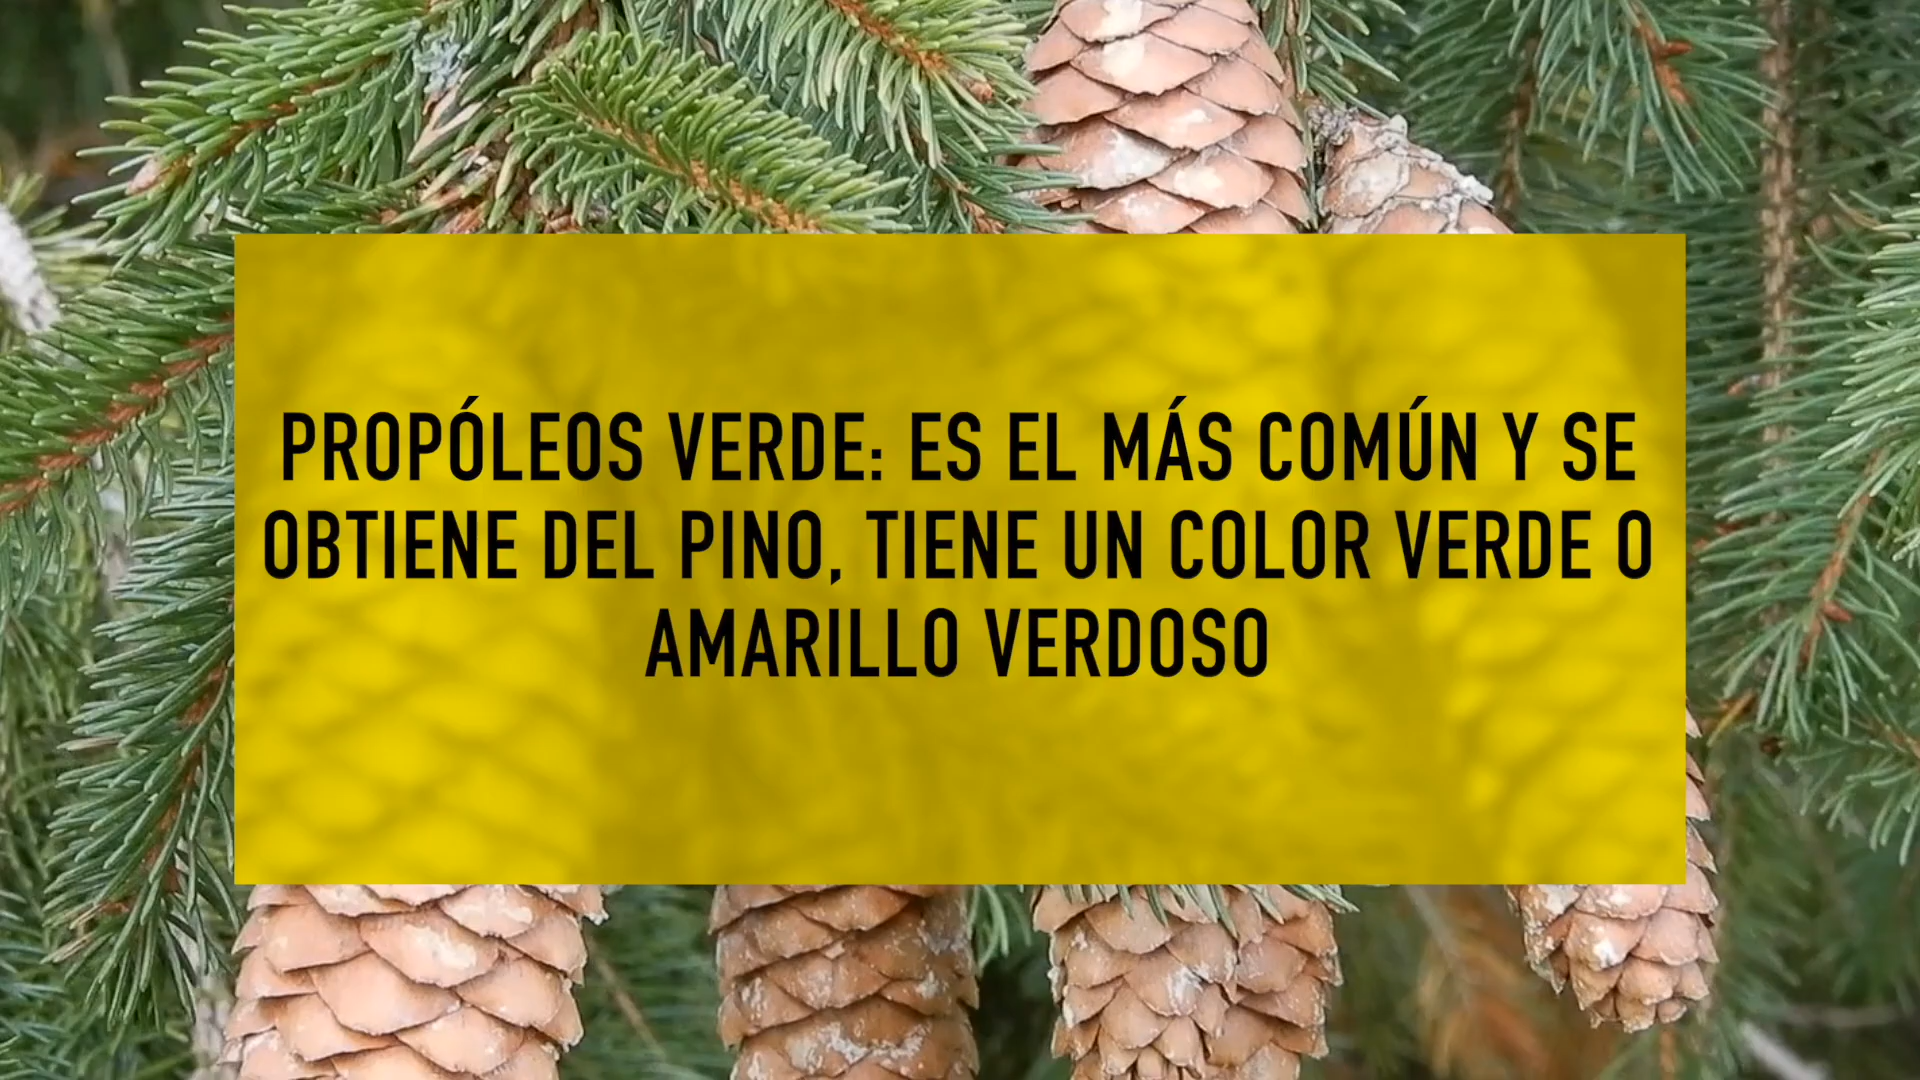 PROPÓLEOS VERDE: ES EL MÁS COMÚN Y SE
OBTIENE DEL PINO, TIENE UN COLOR VERDE O
AMARILLO VERDOSO